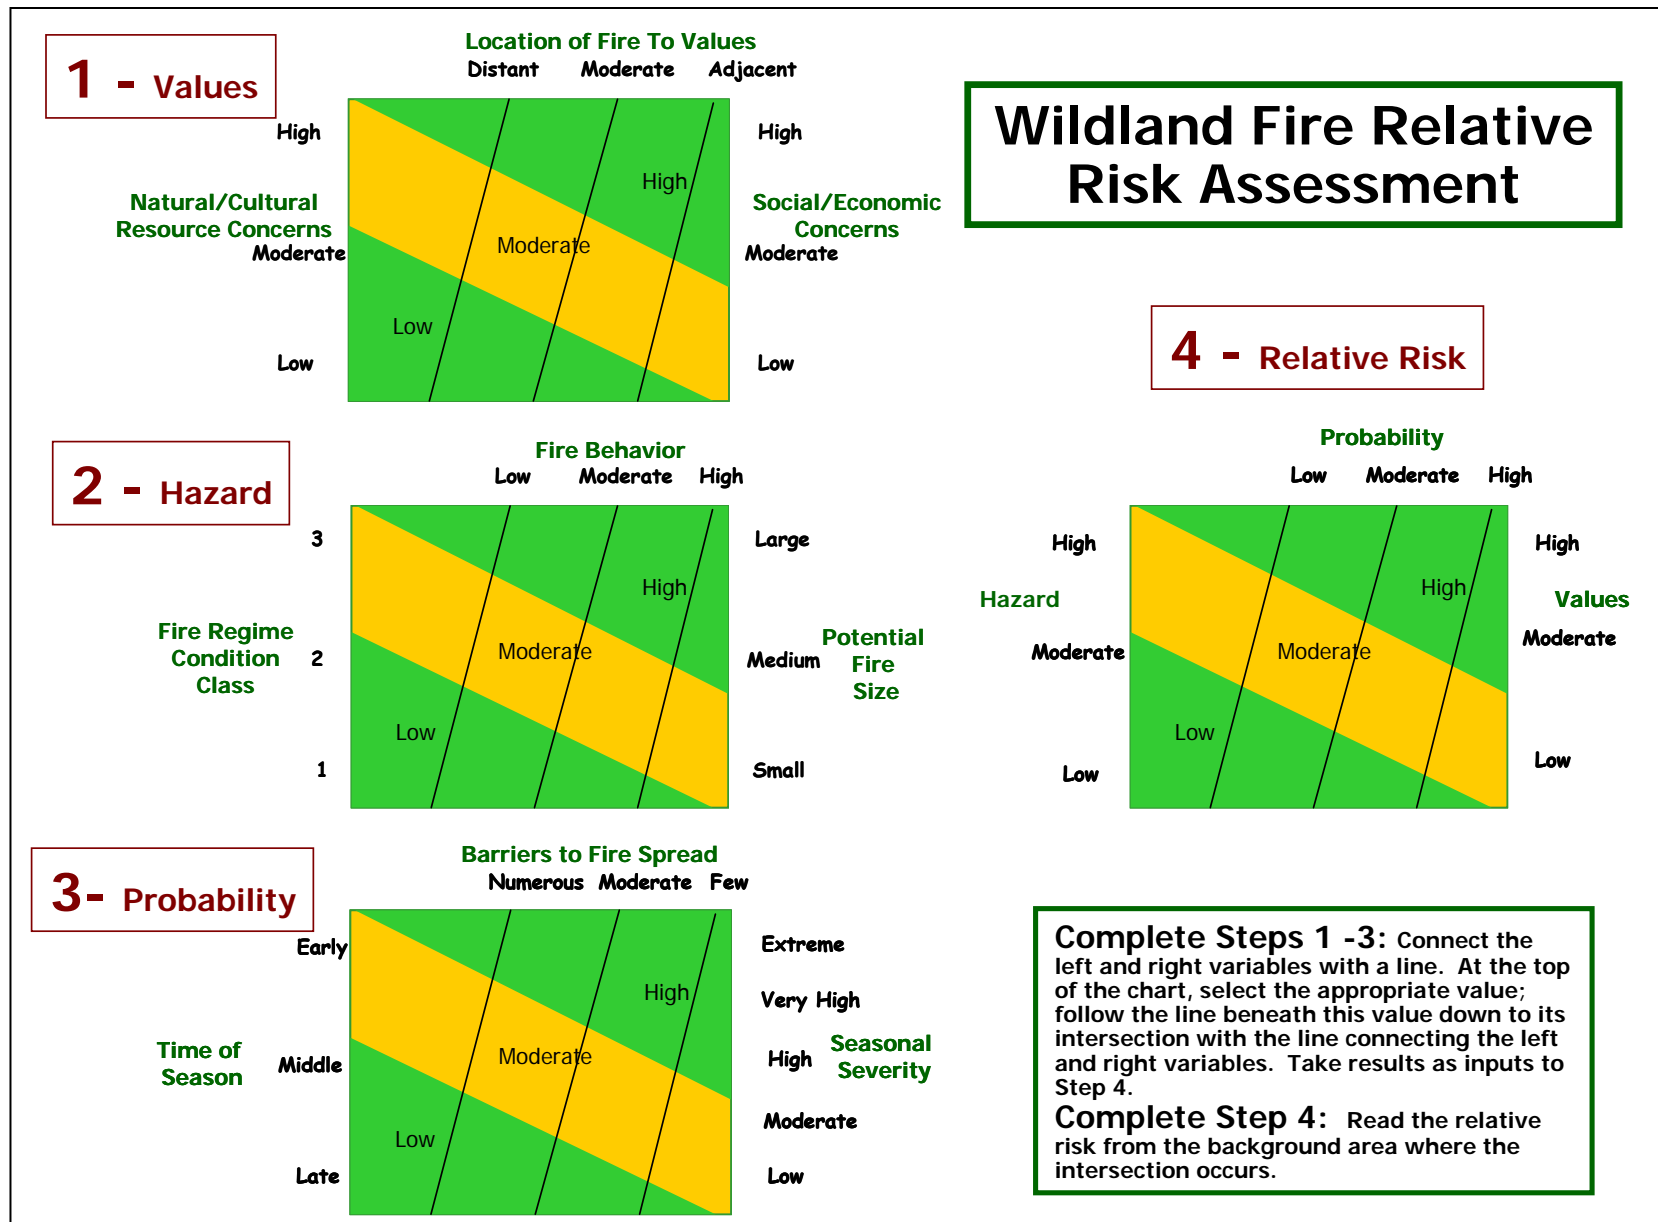 1 - Values
Location of Fire To Values
Distant Moderate Adjacent
High
Natural/Cultural
Resource Concerns
Moderate
Low
High
Moderate
Low
High
Social/Economic
Concerns
Moderate
Low
Wildland Fire Relative
Risk Assessment
2 - Hazard
Fire Behavior
Low Moderate High
3
Fire Regime
Condition
Class
2
1
High
Moderate
Low
Large
Medium
Potential
Fire
Size
Small
3- Probability
Barriers to Fire Spread
Numerous Moderate Few
Early
Time of
Season
Middle
Late
High
Moderate
Low
Extreme
Very High
High
Seasonal
Severity
Moderate
Low
4 - Relative Risk
Probability
Low Moderate High
High
Hazard
Moderate
Low
High
Moderate
Low
High
Values
Moderate
Low
Complete Steps 1 -3: Connect the
left and right variables with a line. At the top
of the chart, select the appropriate value;
follow the line beneath this value down to its
intersection with the line connecting the left
and right variables. Take results as inputs to
Step 4.
Complete Step 4: Read the relative
risk from the background area where the
intersection occurs.